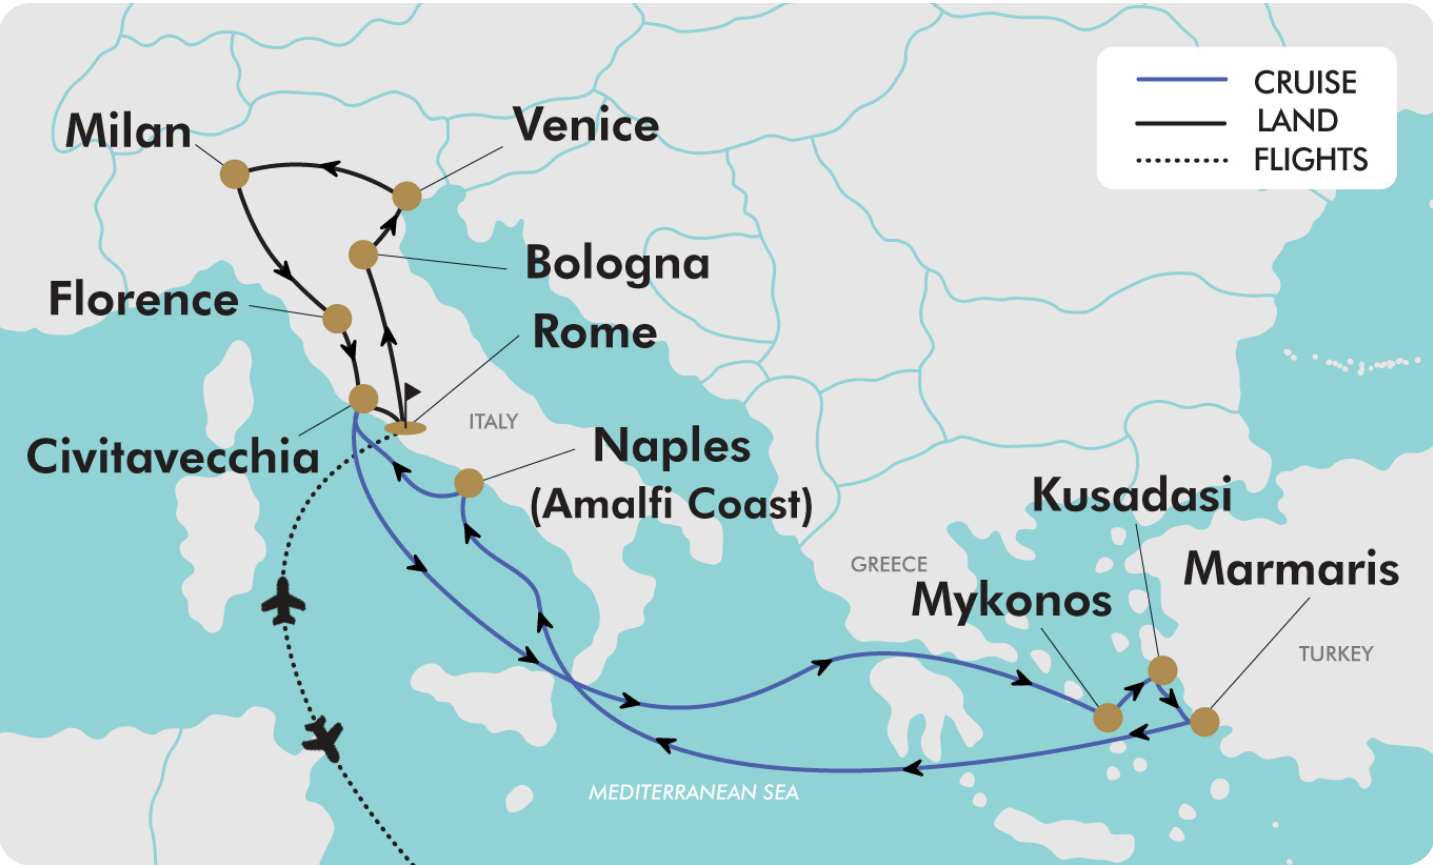 CRUISE
LAND
FLIGHTS
Milan
Venice
Bologna
Florence
Rome
ITALY
Civitavecchia
Naples
(Amalfi Coast)
Kusadasi
GREECE
Marmaris
Mykonos
TURKEY
MEDITERRANEAN SEA